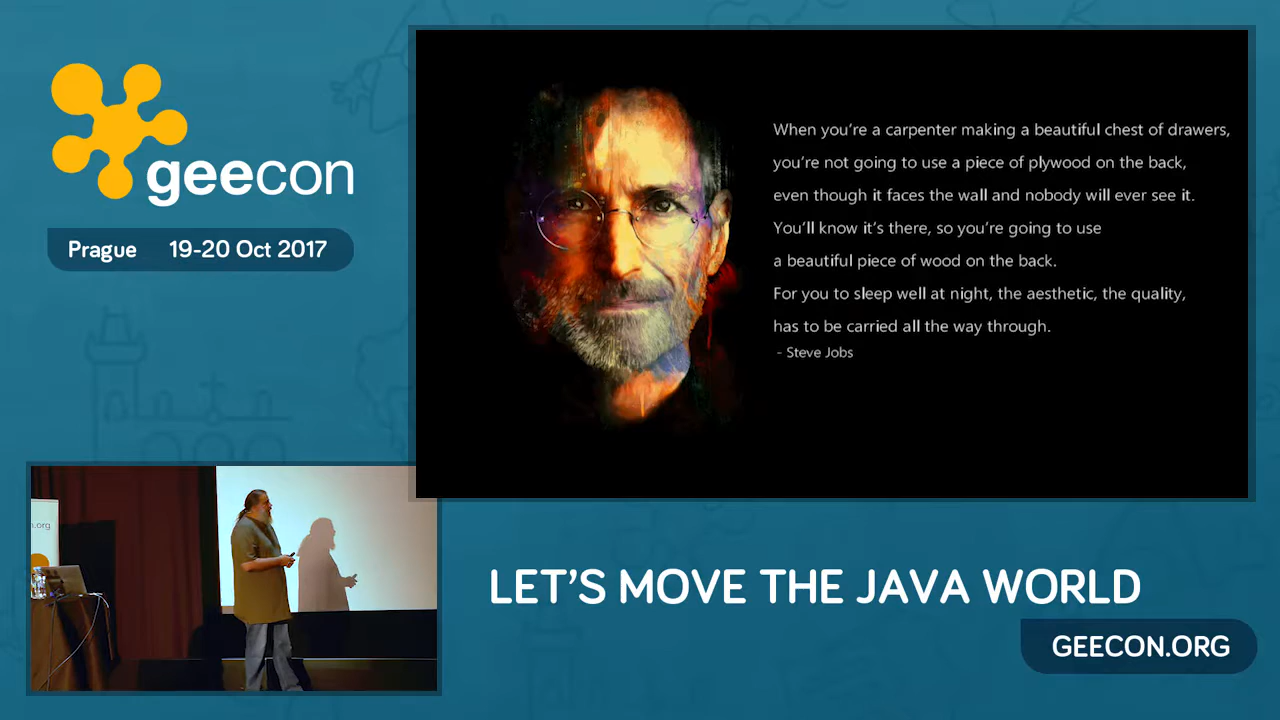 geecon
Prague 19-20 Oct 2017
When you're a carpenter making a beautiful chest of drawers,
you're not going to use a piece of plywood on the back,
even though it faces the wall and nobody will ever see it.
You'll know it's there, so you're going to use
a beautiful piece of wood on the back.
For you to sleep well at night, the aesthetic, the quality,
has to be carried all the way through.
- Steve Jobs
n.org
LET'S MOVE THE JAVA WORLD
GEECON.ORG